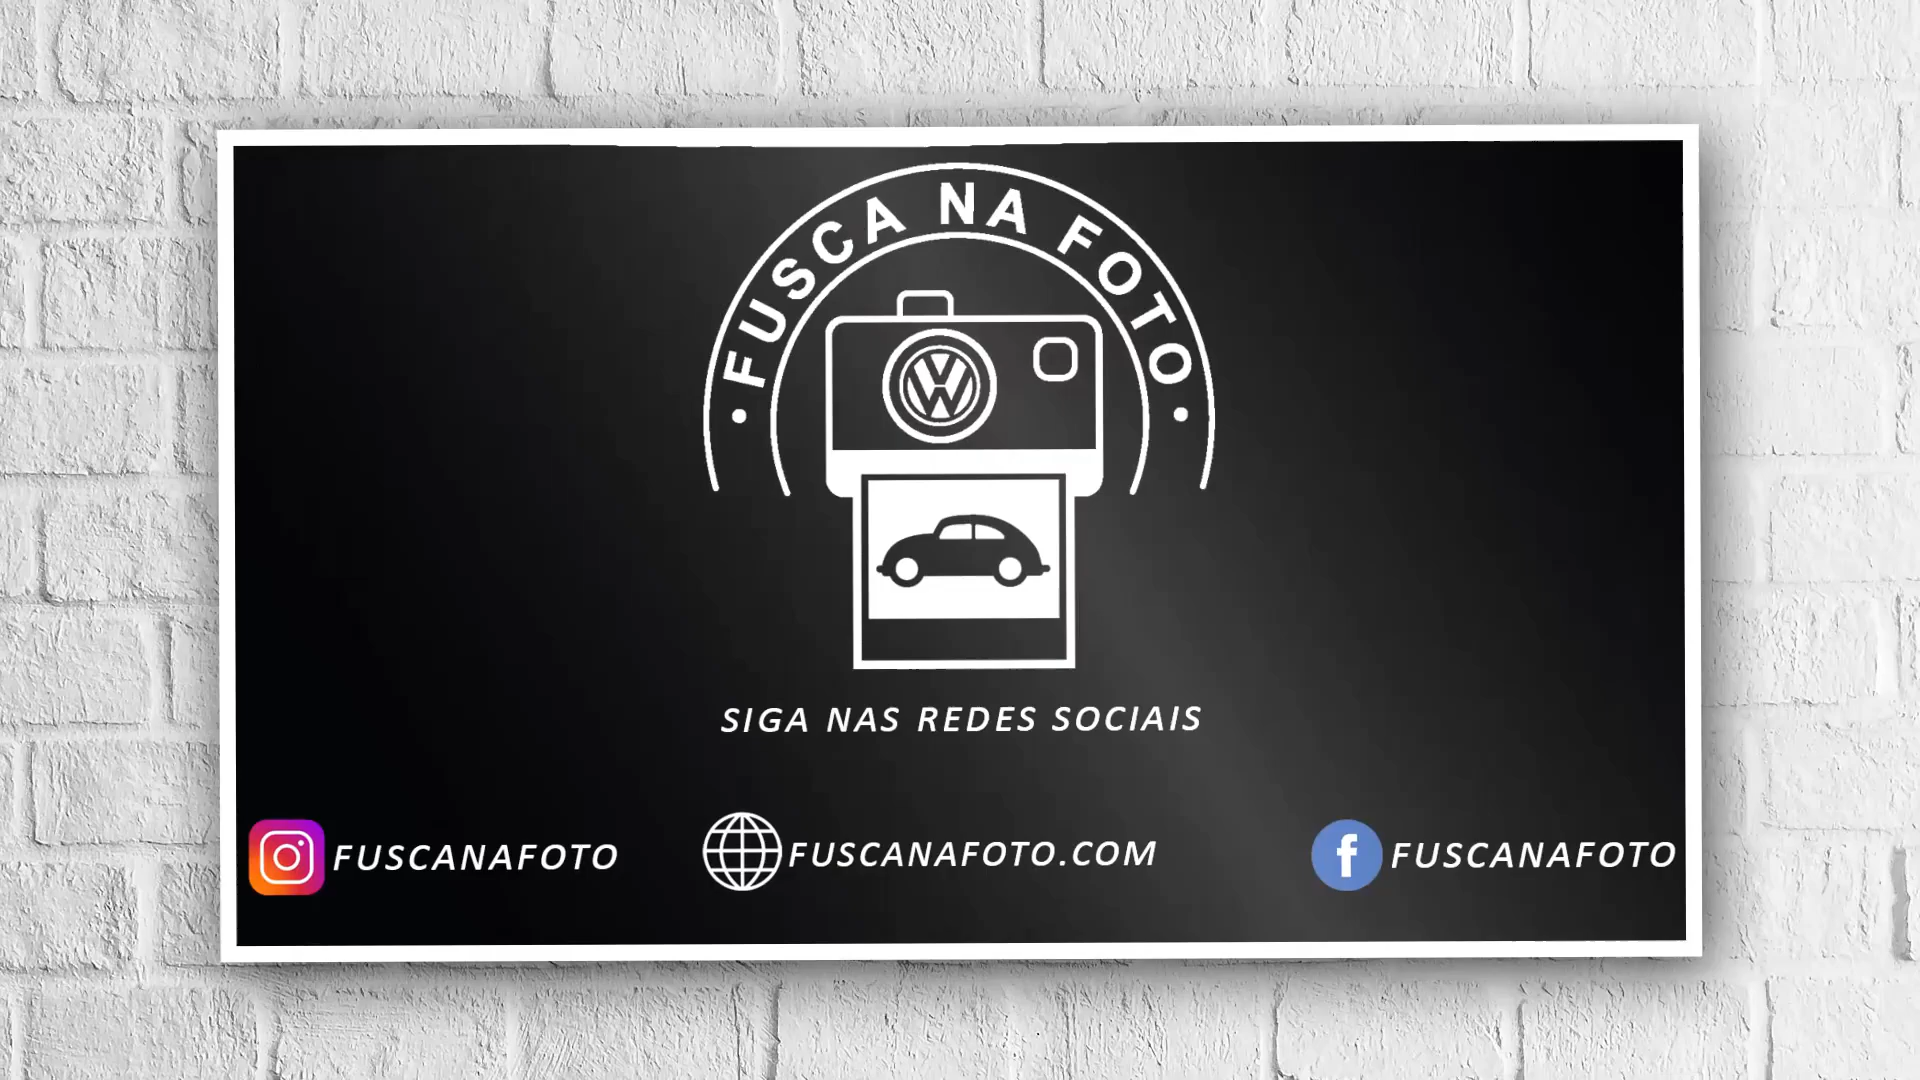 • FUSCA NA FOTO •
SIGA NAS REDES SOCIAIS
FUSCANAFOTO
FUSCANAFOTO.COM
FUSCANAFOTO